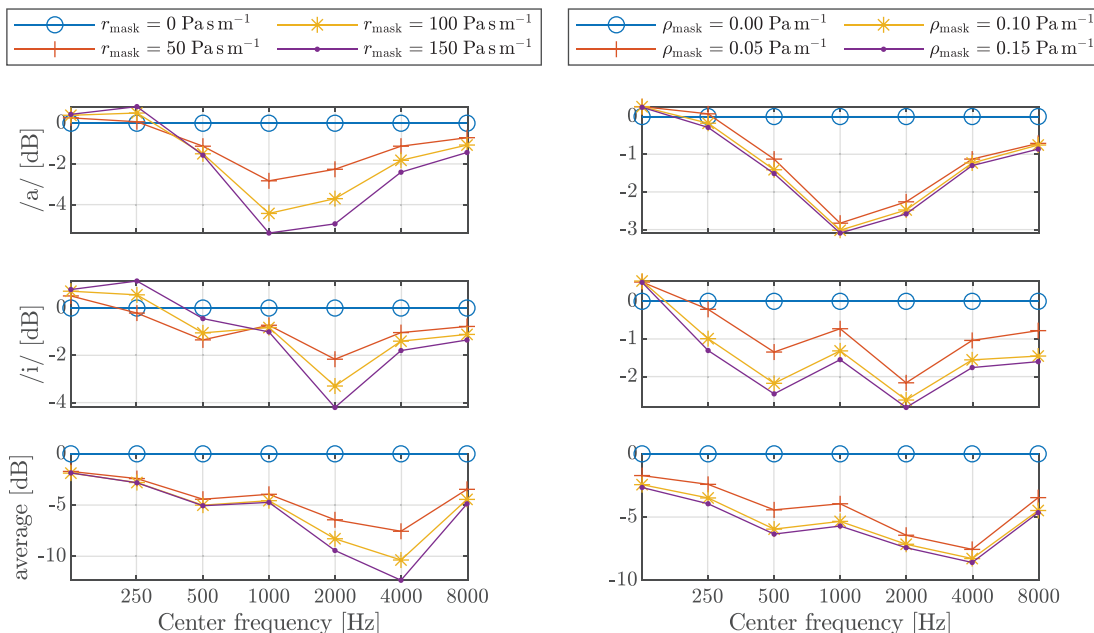 r_mask = 0 Pa s m⁻¹ r_mask = 100 Pa s m⁻¹
r_mask = 50 Pa s m⁻¹ r_mask = 150 Pa s m⁻¹
ρ_mask = 0.00 Pa m⁻¹ ρ_mask = 0.10 Pa m⁻¹
ρ_mask = 0.05 Pa m⁻¹ ρ_mask = 0.15 Pa m⁻¹
/a/ [dB]
0
-2
-4
0
-1
-2
-3
/i/ [dB]
0
-2
-4
0
-1
-2
average [dB]
0
-5
-10
0
-5
-10
250 500 1000 2000 4000 8000
Center frequency [Hz]
250 500 1000 2000 4000 8000
Center frequency [Hz]